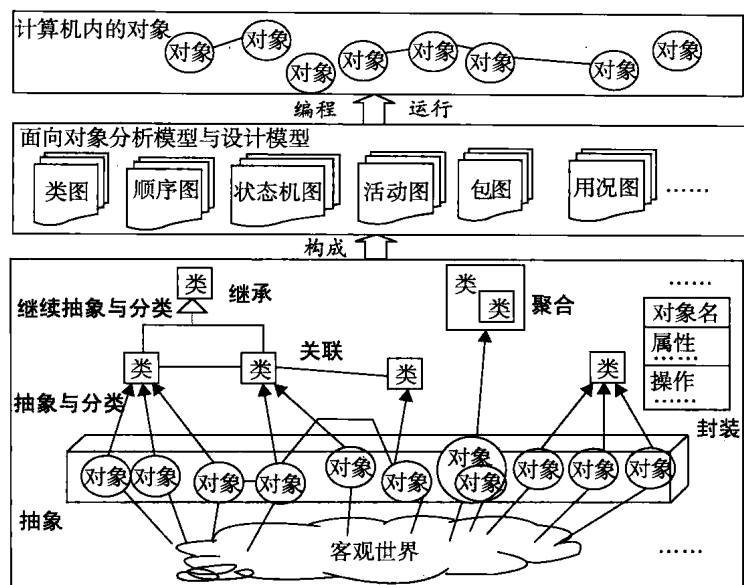 计算机内的对象
对象 对象 对象 对象 对象 对象 对象 对象
编程 运行
面向对象分析模型与设计模型
类图 顺序图 状态机图 活动图 包图 用况图 ……
构成
类 继承 类 类 聚合 ……
继续抽象与分类
对象名
属性
……
操作
……
关联
类 类 类 类
抽象与分类
封装
对象 对象 对象 对象 对象 对象 对象 对象 对象 对象 对象
抽象
客观世界 ……